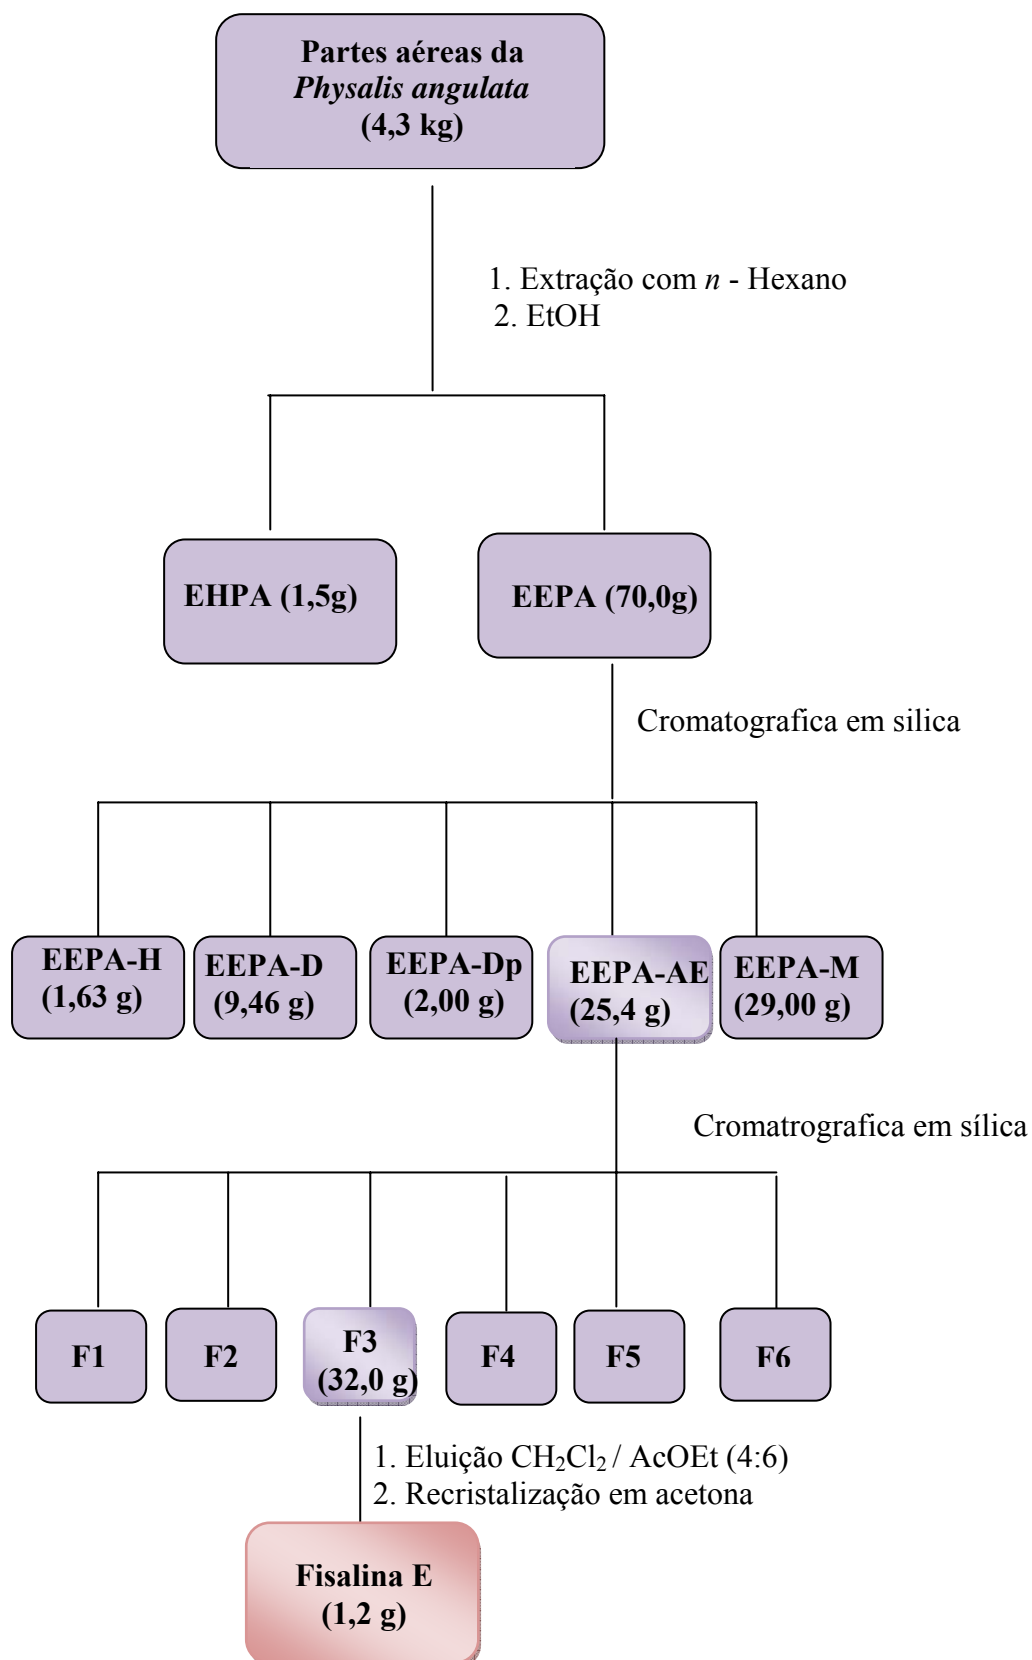 Partes aéreas da
Physalis angulata
(4,3 kg)
1. Extração com n - Hexano
2. EtOH
EHPA (1,5g)
EEPA (70,0g)
Cromatografica em silica
EEPA-H
(1,63 g)
EEPA-D
(9,46 g)
EEPA-Dp
(2,00 g)
EEPA-AE
(25,4 g)
EEPA-M
(29,00 g)
Cromatrografica em sílica
F1
F2
F3
(32,0 g)
F4
F5
F6
1. Eluição CH₂Cl₂ / AcOEt (4:6)
2. Recristalização em acetona
Fisalina E
(1,2 g)